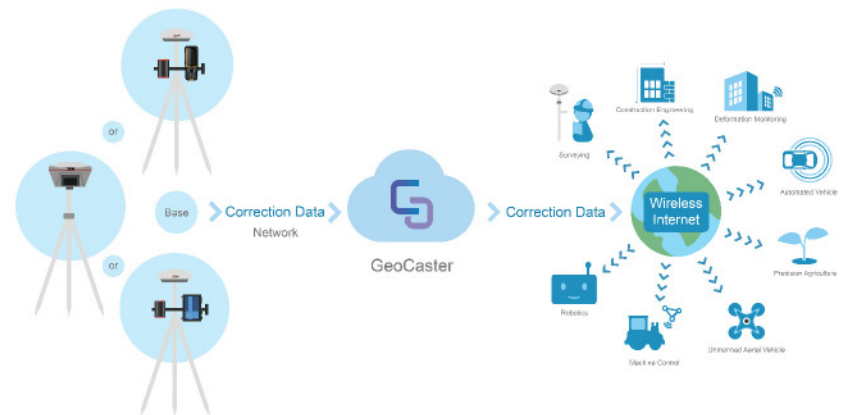 or
Base
or
Correction Data
Network
GeoCaster
Correction Data
Wireless
Internet
Surveying
Construction Engineering
Deformation Monitoring
Automated Vehicle
Precision Agriculture
Unmanned Aerial Vehicle
Machine Control
Robotics